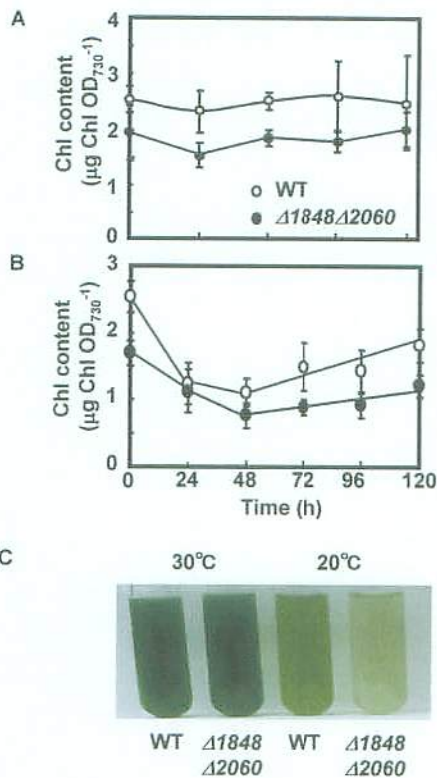 A
Chl content
(µg Chl OD₇₃₀⁻¹)
4
3
2
1
0
WT
Δ1848Δ2060
B
Chl content
(µg Chl OD₇₃₀⁻¹)
3
2
1
0
0 24 48 72 96 120
Time (h)
C
30°C 20°C
WT Δ1848 WT Δ1848
Δ2060 Δ2060